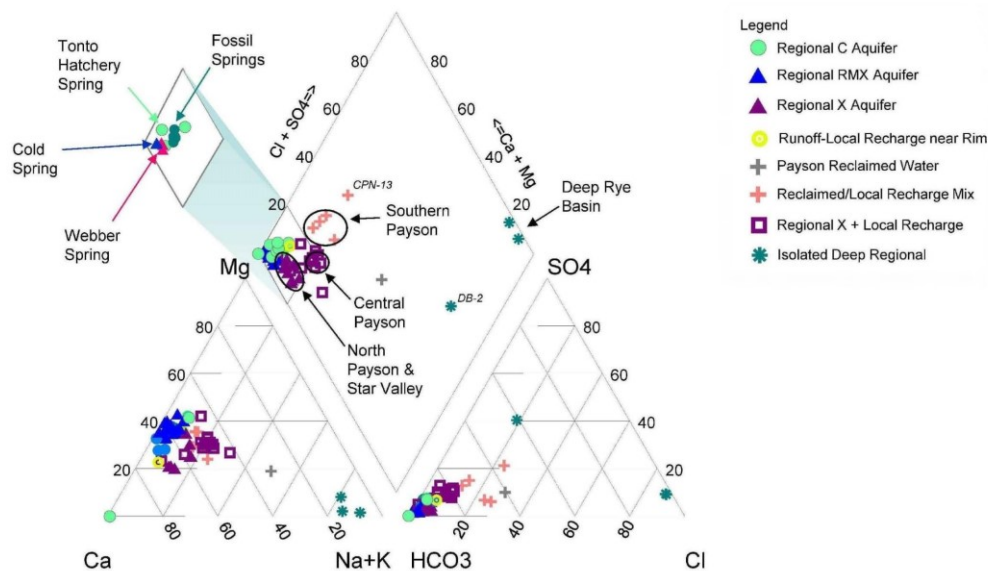 Tonto
Hatchery
Spring
Fossil
Springs
Cold
Spring
Webber
Spring
Cl + SO4=>
<=Ca + Mg
80
80
60
60
40
40
20
20
CPN-13
Southern
Payson
Deep Rye
Basin
Mg
SO4
DB-2
Central
Payson
North
Payson &
Star Valley
80
80
60
60
40
40
20
20
80
60
40
20
20
40
60
80
Ca
Na+K
HCO3
Cl
Legend
Regional C Aquifer
Regional RMX Aquifer
Regional X Aquifer
Runoff-Local Recharge near Rim
Payson Reclaimed Water
Reclaimed/Local Recharge Mix
Regional X + Local Recharge
Isolated Deep Regional